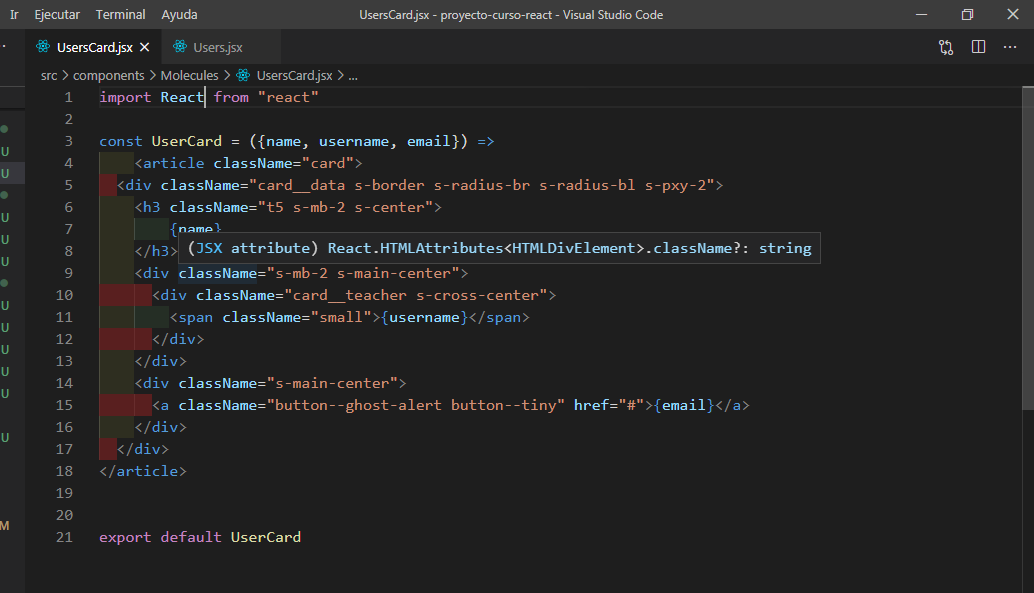 Ir Ejecutar Terminal Ayuda UsersCard.jsx - proyecto-curso-react - Visual Studio Code
UsersCard.jsx Users.jsx
src > components > Molecules > UsersCard.jsx > ...
1 import React from "react"
2
3 const UserCard = ({name, username, email}) =>
4 <article className="card">
5 <div className="card__data s-border s-radius-br s-radius-bl s-pxy-2">
6 <h3 className="t5 s-mb-2 s-center">
7 {name}
8 </h3>
(JSX attribute) React.HTMLAttributes<HTMLDivElement>.className?: string
9 <div className="s-mb-2 s-main-center">
10 <div className="card__teacher s-cross-center">
11 <span className="small">{username}</span>
12 </div>
13 </div>
14 <div className="s-main-center">
15 <a className="button--ghost-alert button--tiny" href="#">{email}</a>
16 </div>
17 </div>
18 </article>
19
20
21 export default UserCard
U
U
U
U
U
U
U
U
U
U
U
M